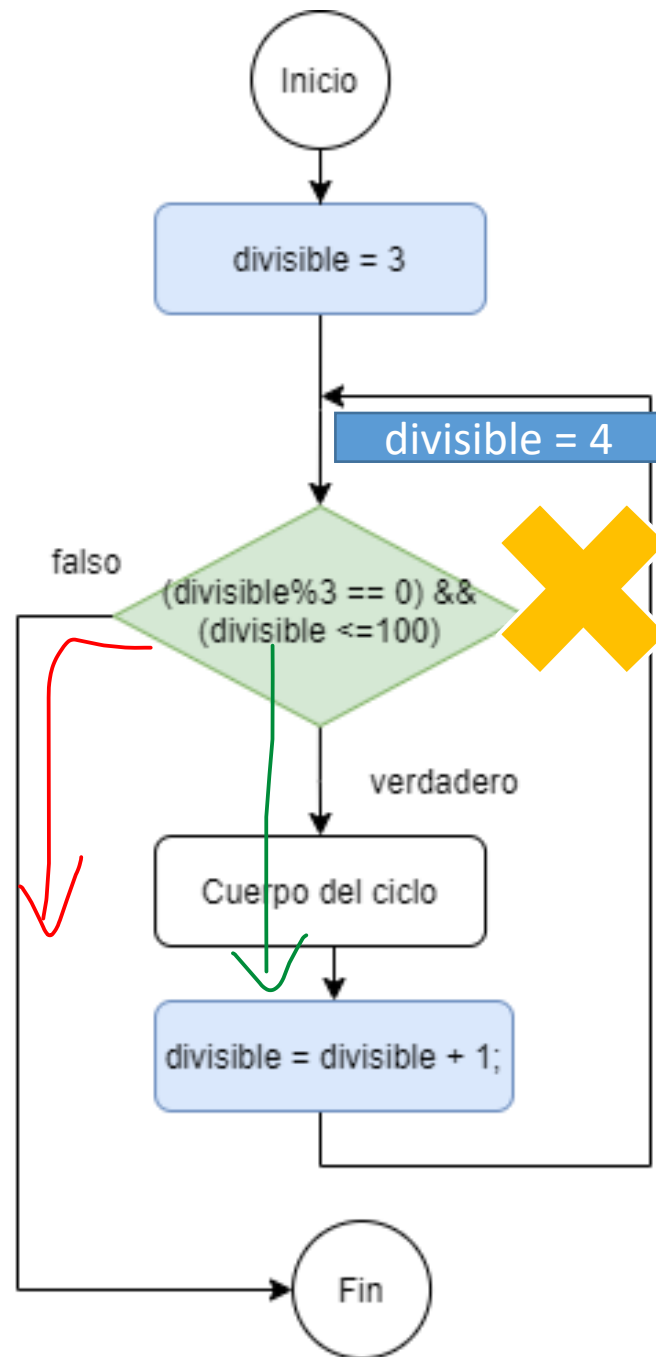 Inicio
divisible = 3
divisible = 4
falso
(divisible%3 == 0) &&
(divisible <=100)
verdadero
Cuerpo del ciclo
divisible = divisible + 1;
Fin